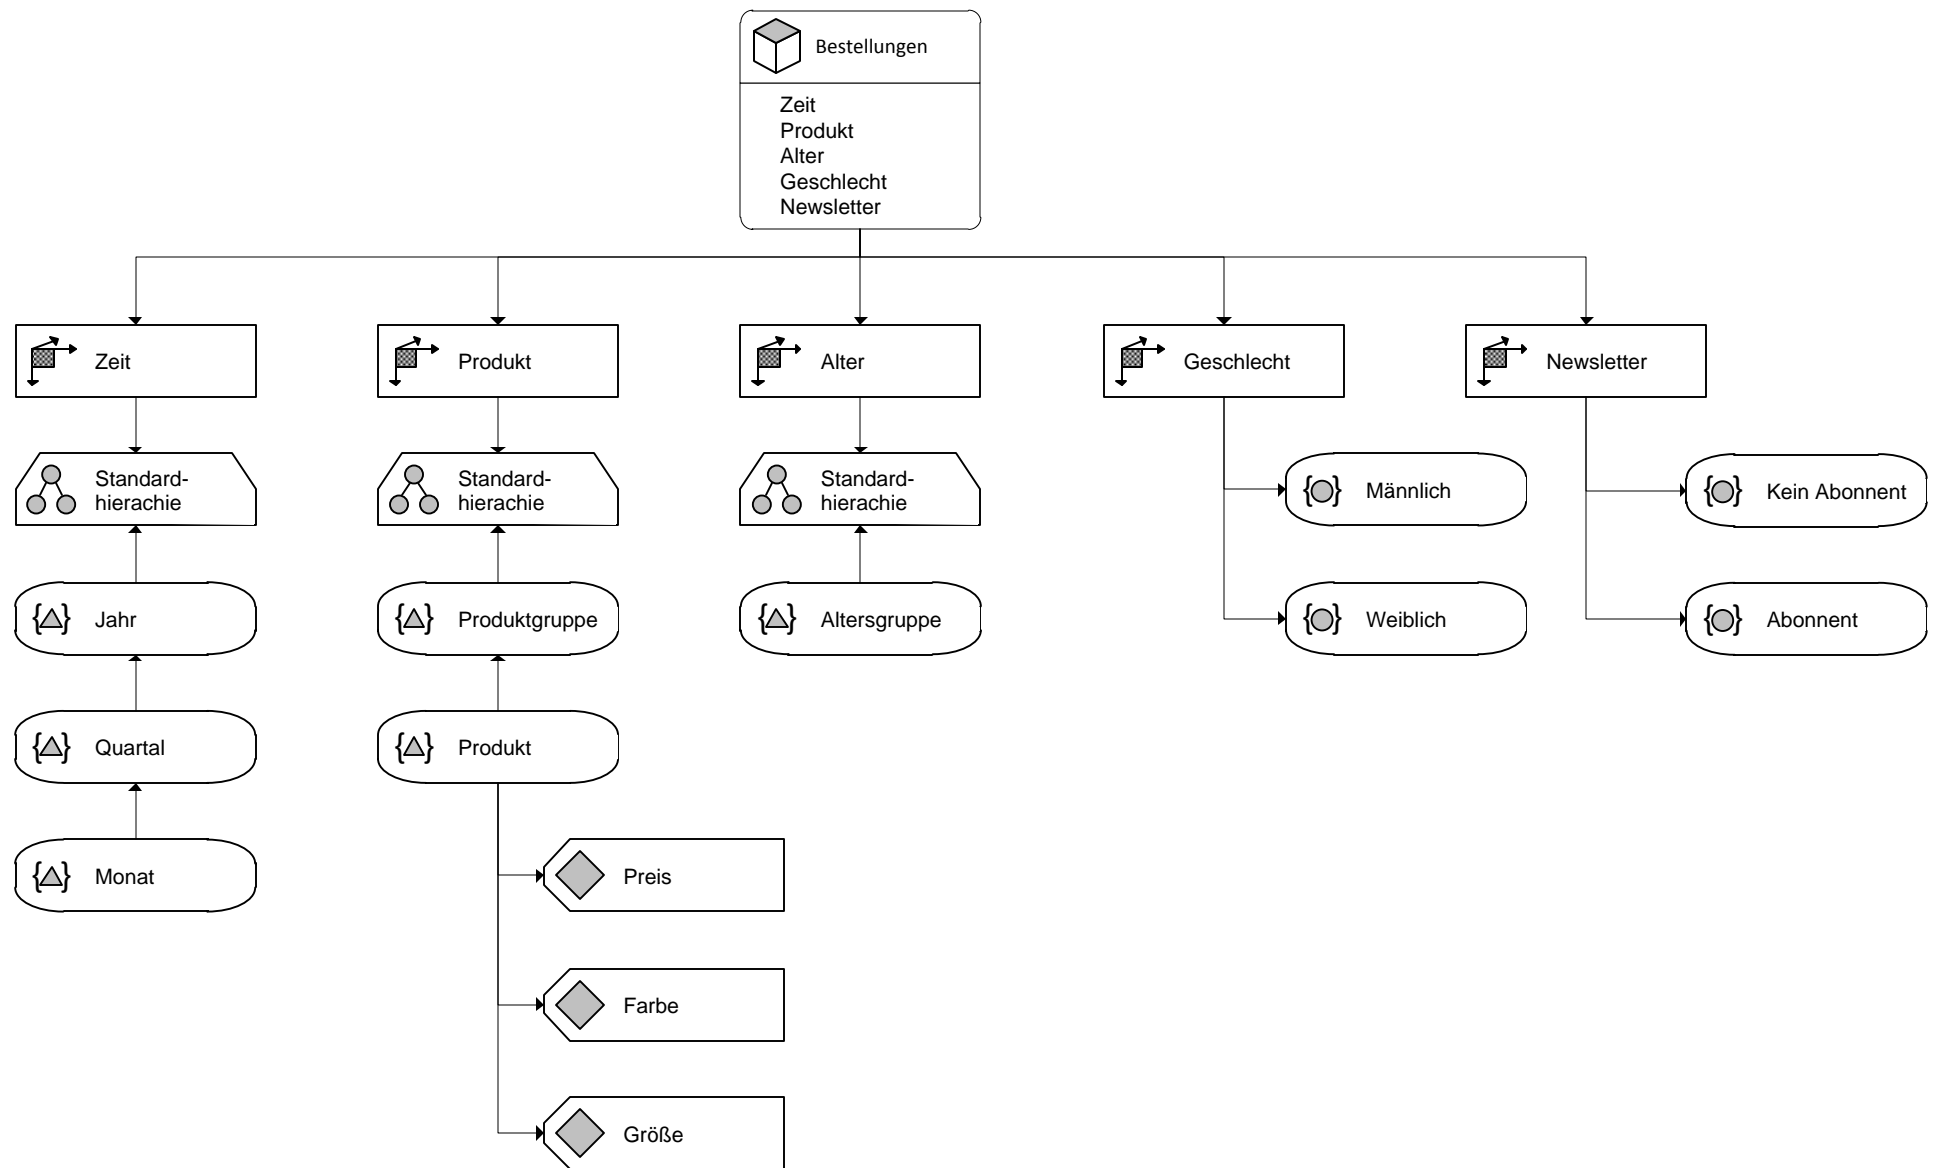 Bestellungen
Zeit
Produkt
Alter
Geschlecht
Newsletter
Zeit
Produkt
Alter
Geschlecht
Newsletter
Standard-
hierachie
Standard-
hierachie
Standard-
hierachie
Männlich
Kein Abonnent
Jahr
Produktgruppe
Altersgruppe
Weiblich
Abonnent
Quartal
Produkt
Monat
Preis
Farbe
Größe